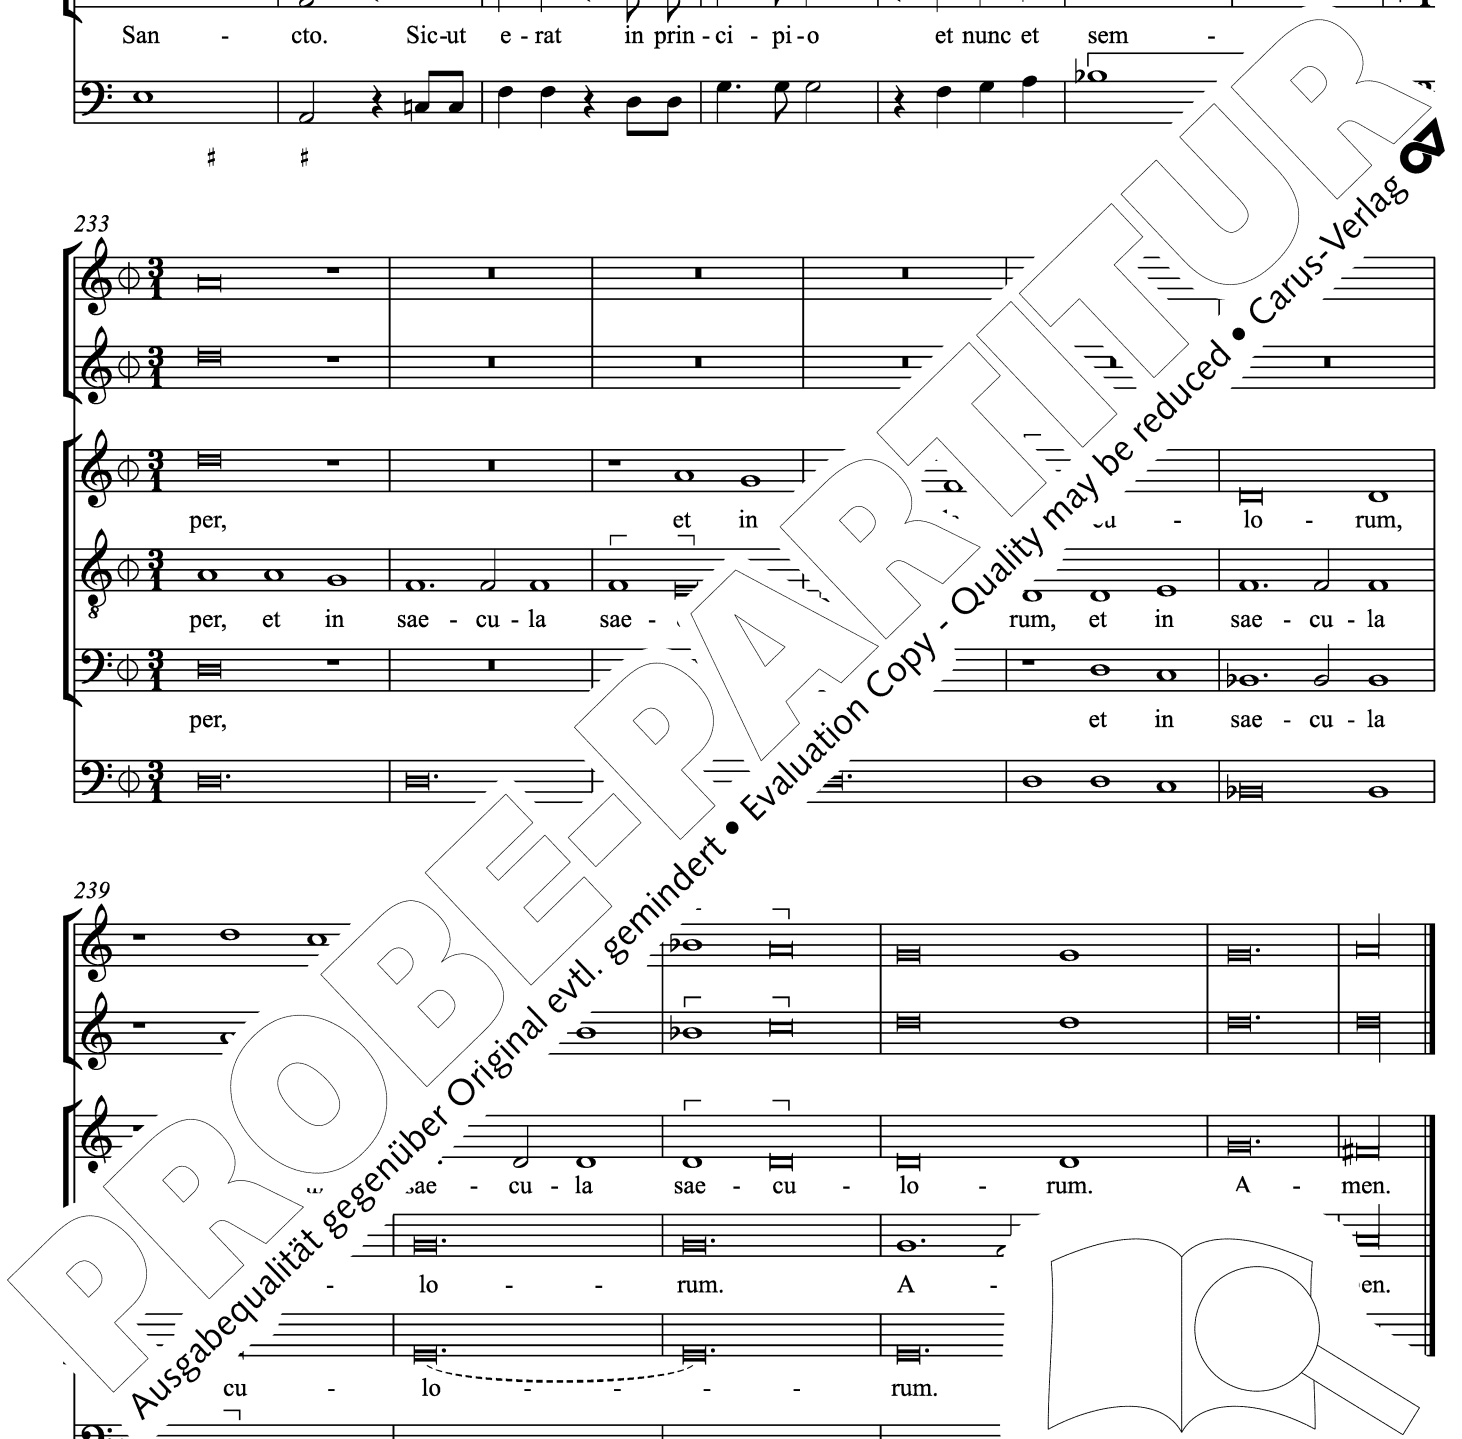 San - cto. Sic-ut e - rat in prin - ci - pi - o et nunc et sem -
233
per, et in lo - rum,
per, et in sae - cu - la sae - rum, et in sae - cu - la
per, et in sae - cu - la
239
sae - cu - la sae - cu - lo - rum. A - men.
- lo - - rum. A - en.
cu - lo - - - - rum.
PROBE-PARTITUR
Ausgabequalität gegenüber Original evtl. gemindert • Evaluation Copy - Quality may be reduced • Carus-Verlag